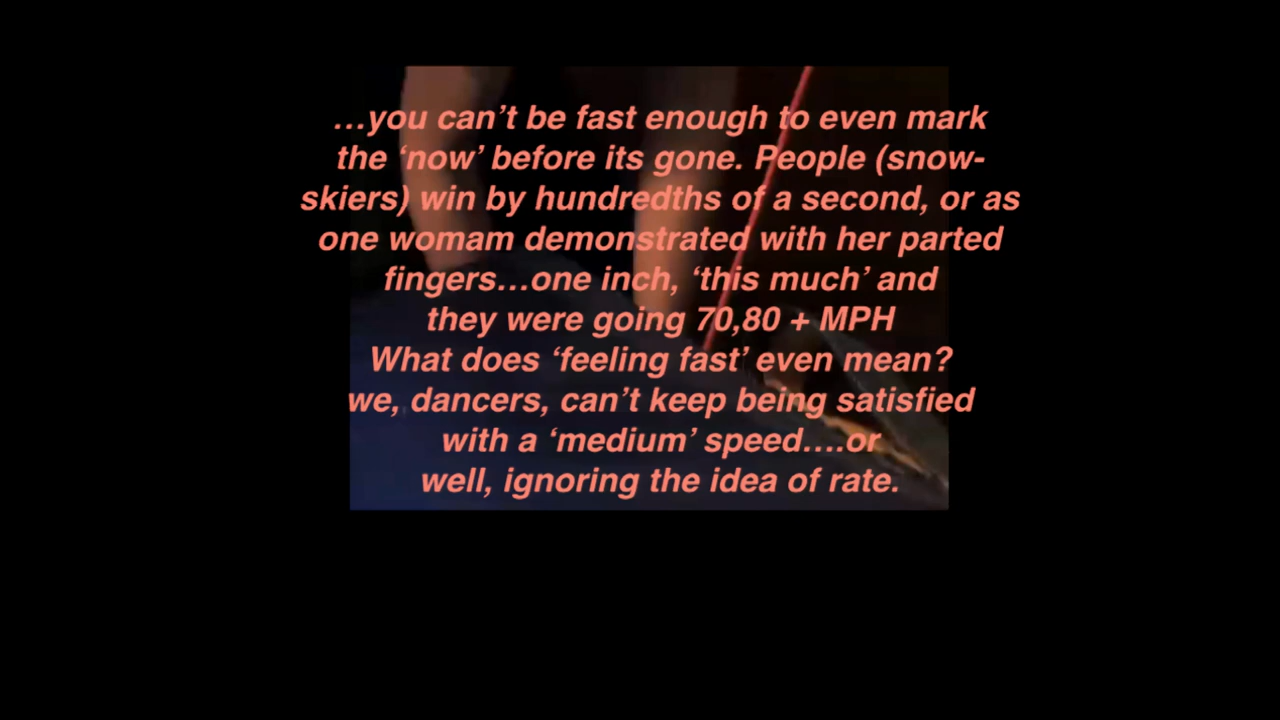 …you can’t be fast enough to even mark
the ‘now’ before its gone. People (snow-
skiers) win by hundredths of a second, or as
one womam demonstrated with her parted
fingers…one inch, ‘this much’ and
they were going 70,80 + MPH
What does ‘feeling fast’ even mean?
we, dancers, can’t keep being satisfied
with a ‘medium’ speed….or
well, ignoring the idea of rate.